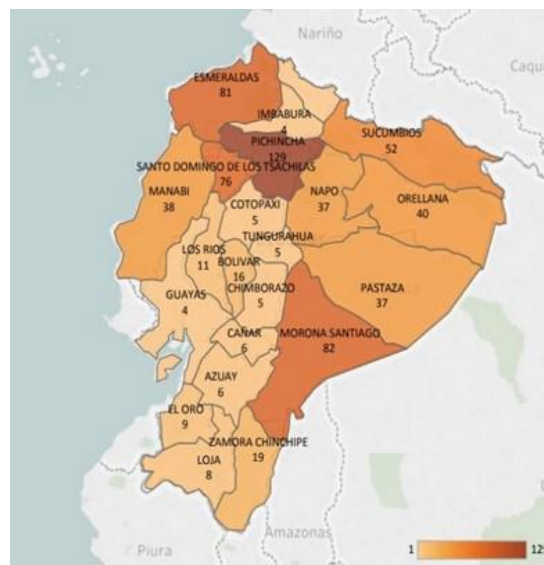 Nariño
Caqu
ESMERALDAS
81
IMBABURA
4
SUCUMBIOS
52
PICHINCHA
129
SANTO DOMINGO DE LOS TSACHILAS
76
MANABI
38
NAPO
37
ORELLANA
40
COTOPAXI
5
TUNGURAHUA
5
LOS RIOS
11
BOLIVAR
16
CHIMBORAZO
5
PASTAZA
37
GUAYAS
4
CAÑAR
6
MORONA SANTIAGO
82
AZUAY
6
EL ORO
9
ZAMORA CHINCHIPE
19
LOJA
8
Amazonas
Piura
1
129